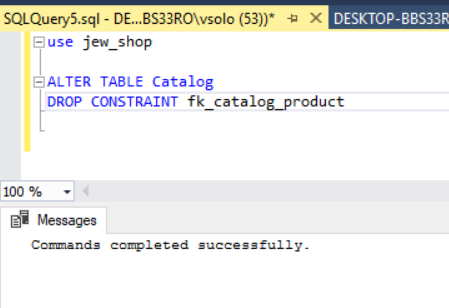 SQLQuery5.sql - DE...BS33RO\vsolo (53))*
DESKTOP-BBS33R
use jew_shop
ALTER TABLE Catalog
DROP CONSTRAINT fk_catalog_product
100 %
Messages
Commands completed successfully.